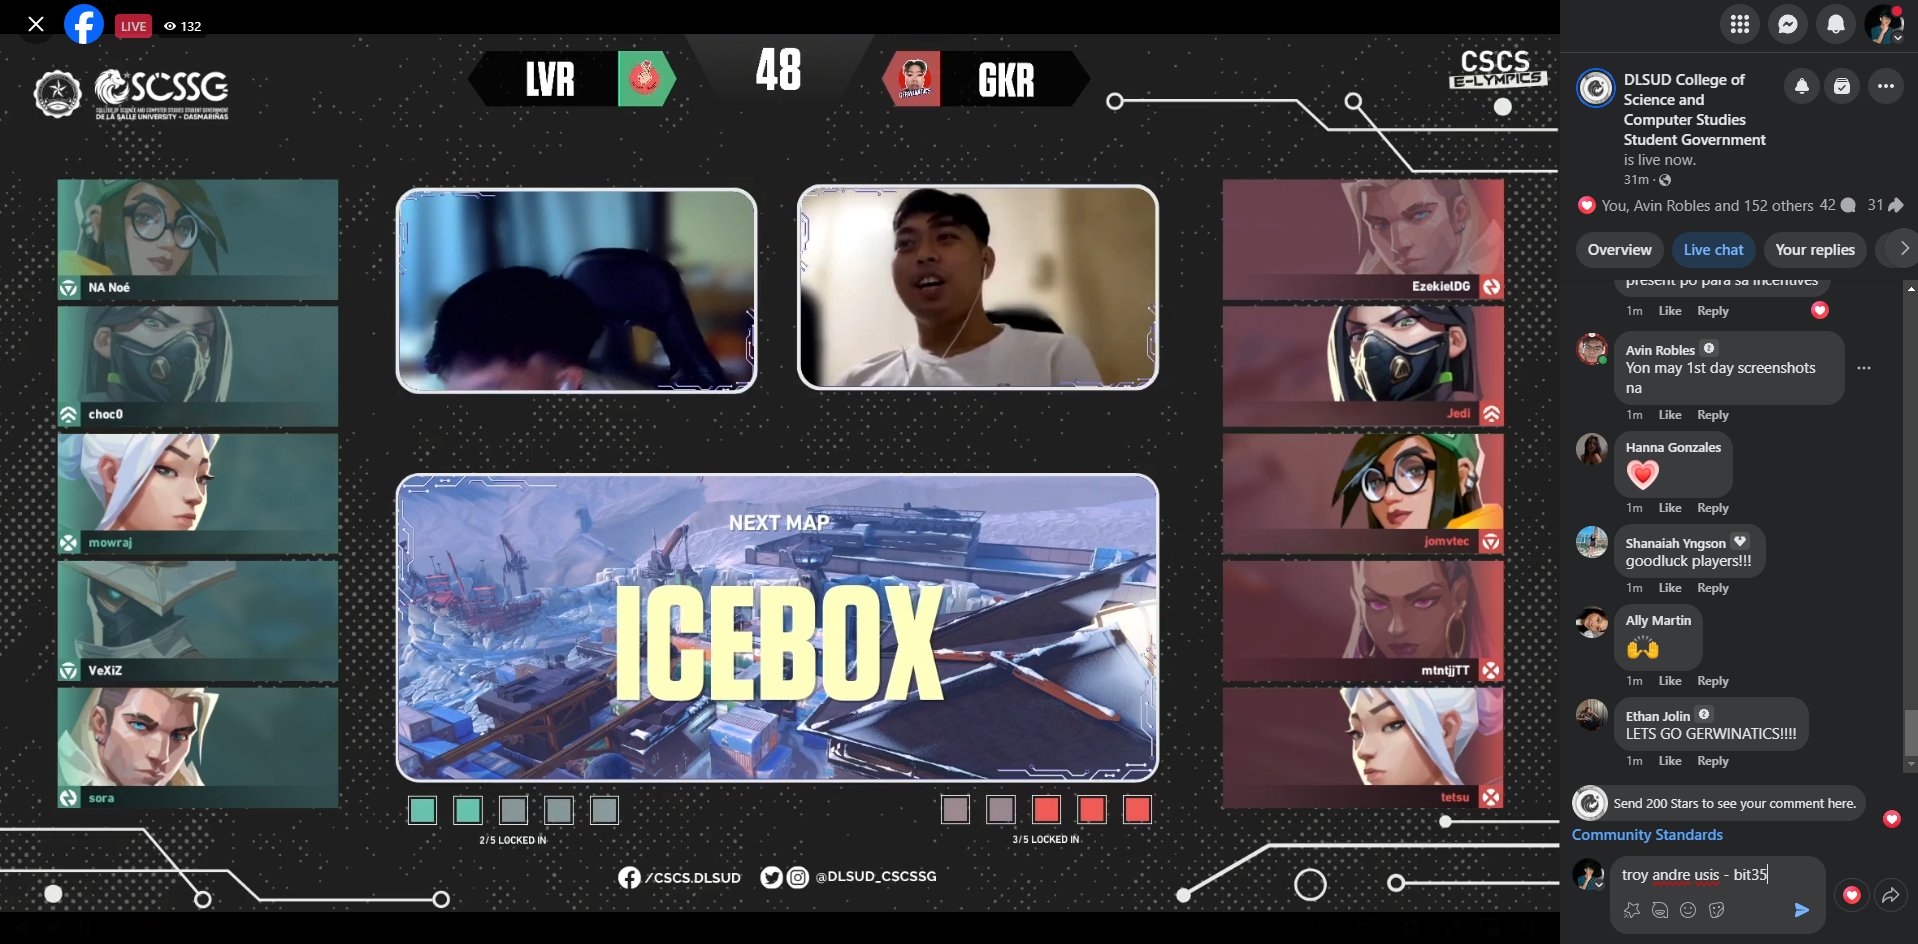 LIVE
132
LVR
48
GKR
CSCS
E-LYMPICS
SCSSG
COLLEGE OF SCIENCE AND COMPUTER STUDIES STUDENT GOVERNMENT
DE LA SALLE UNIVERSITY - DASMARIÑAS
NA Noé
choc0
mowraj
VeXiZ
sora
EzekielDG
Jedi
jomvtec
mtntjjTT
tetsu
NEXT MAP
ICEBOX
2/5 LOCKED IN
3/5 LOCKED IN
/CSCS.DLSUD
@DLSUD_CSCSSG
DLSUD College of
Science and
Computer Studies
Student Government
is live now.
31m ·
You, Avin Robles and 152 others
42
31
Overview
Live chat
Your replies
present po para sa incentives
1m Like Reply
Avin Robles
Yon may 1st day screenshots
na
1m Like Reply
Hanna Gonzales
1m Like Reply
Shanaiah Yngson
goodluck players!!!
1m Like Reply
Ally Martin
1m Like Reply
Ethan Jolin
LETS GO GERWINATICS!!!!
1m Like Reply
Send 200 Stars to see your comment here.
Community Standards
troy andre usis - bit35